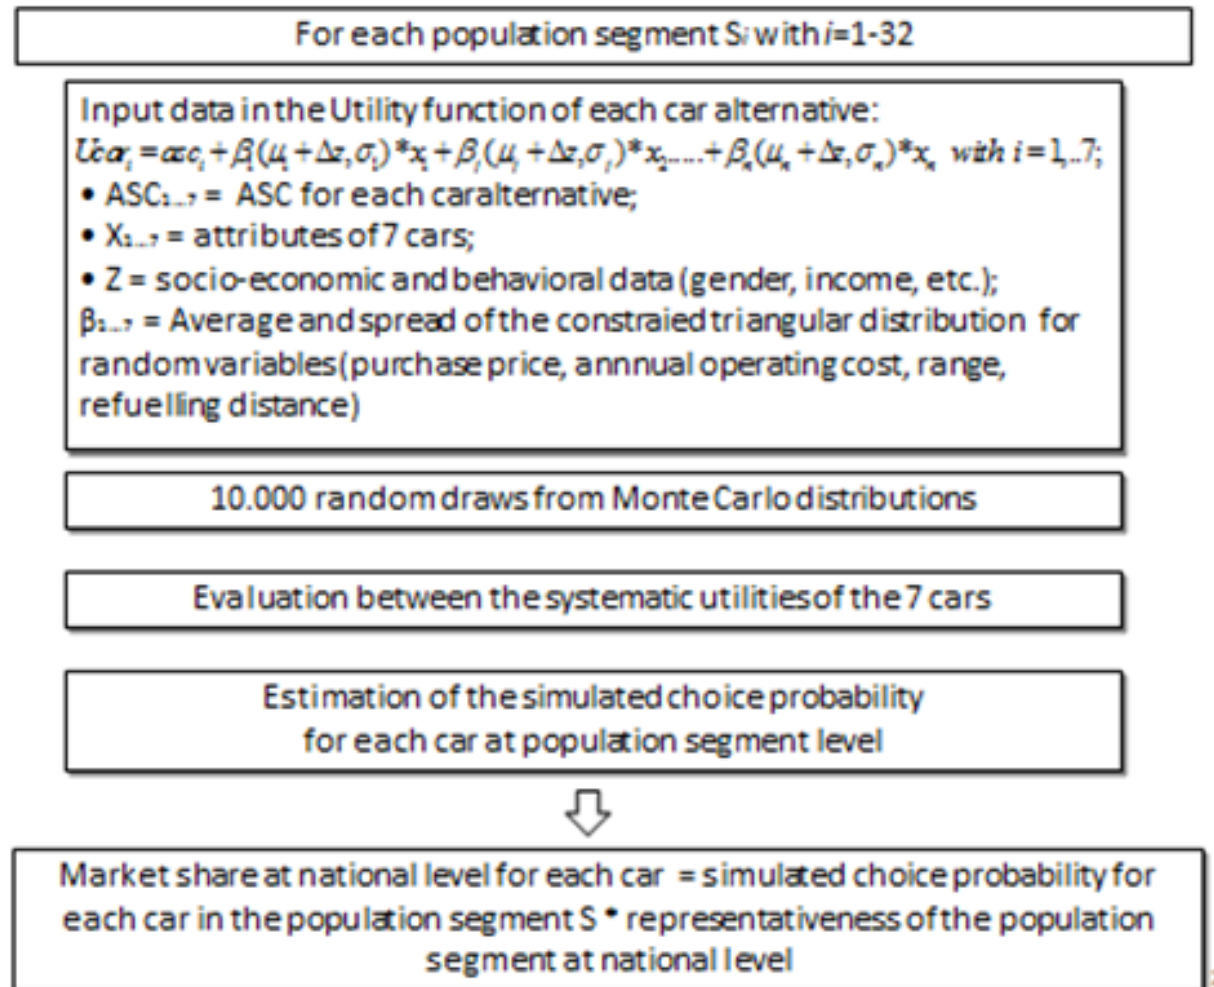 For each population segment Sᵢ with i=1-32
Input data in the Utility function of each car alternative:
Ucarᵢ = ascᵢ + βᵢ(μᵢ + Δz,σᵢ)*xᵢ + βⱼ(μⱼ + Δz,σⱼ)*x₂.....+ βₙ(μₙ + Δz,σₙ)*xₙ with i = 1,..7;
• ASC₁…₇ = ASC for each caralternative;
• X₁…₇ = attributes of 7 cars;
• Z = socio-economic and behavioral data (gender, income, etc.);
β₁…₇ = Average and spread of the constraied triangular distribution for
random variables(purchase price, annnual operating cost, range,
refuelling distance)
10.000 random draws from Monte Carlo distributions
Evaluation between the systematic utilities of the 7 cars
Estimation of the simulated choice probability
for each car at population segment level
Market share at national level for each car = simulated choice probability for
each car in the population segment S * representativeness of the population
segment at national level